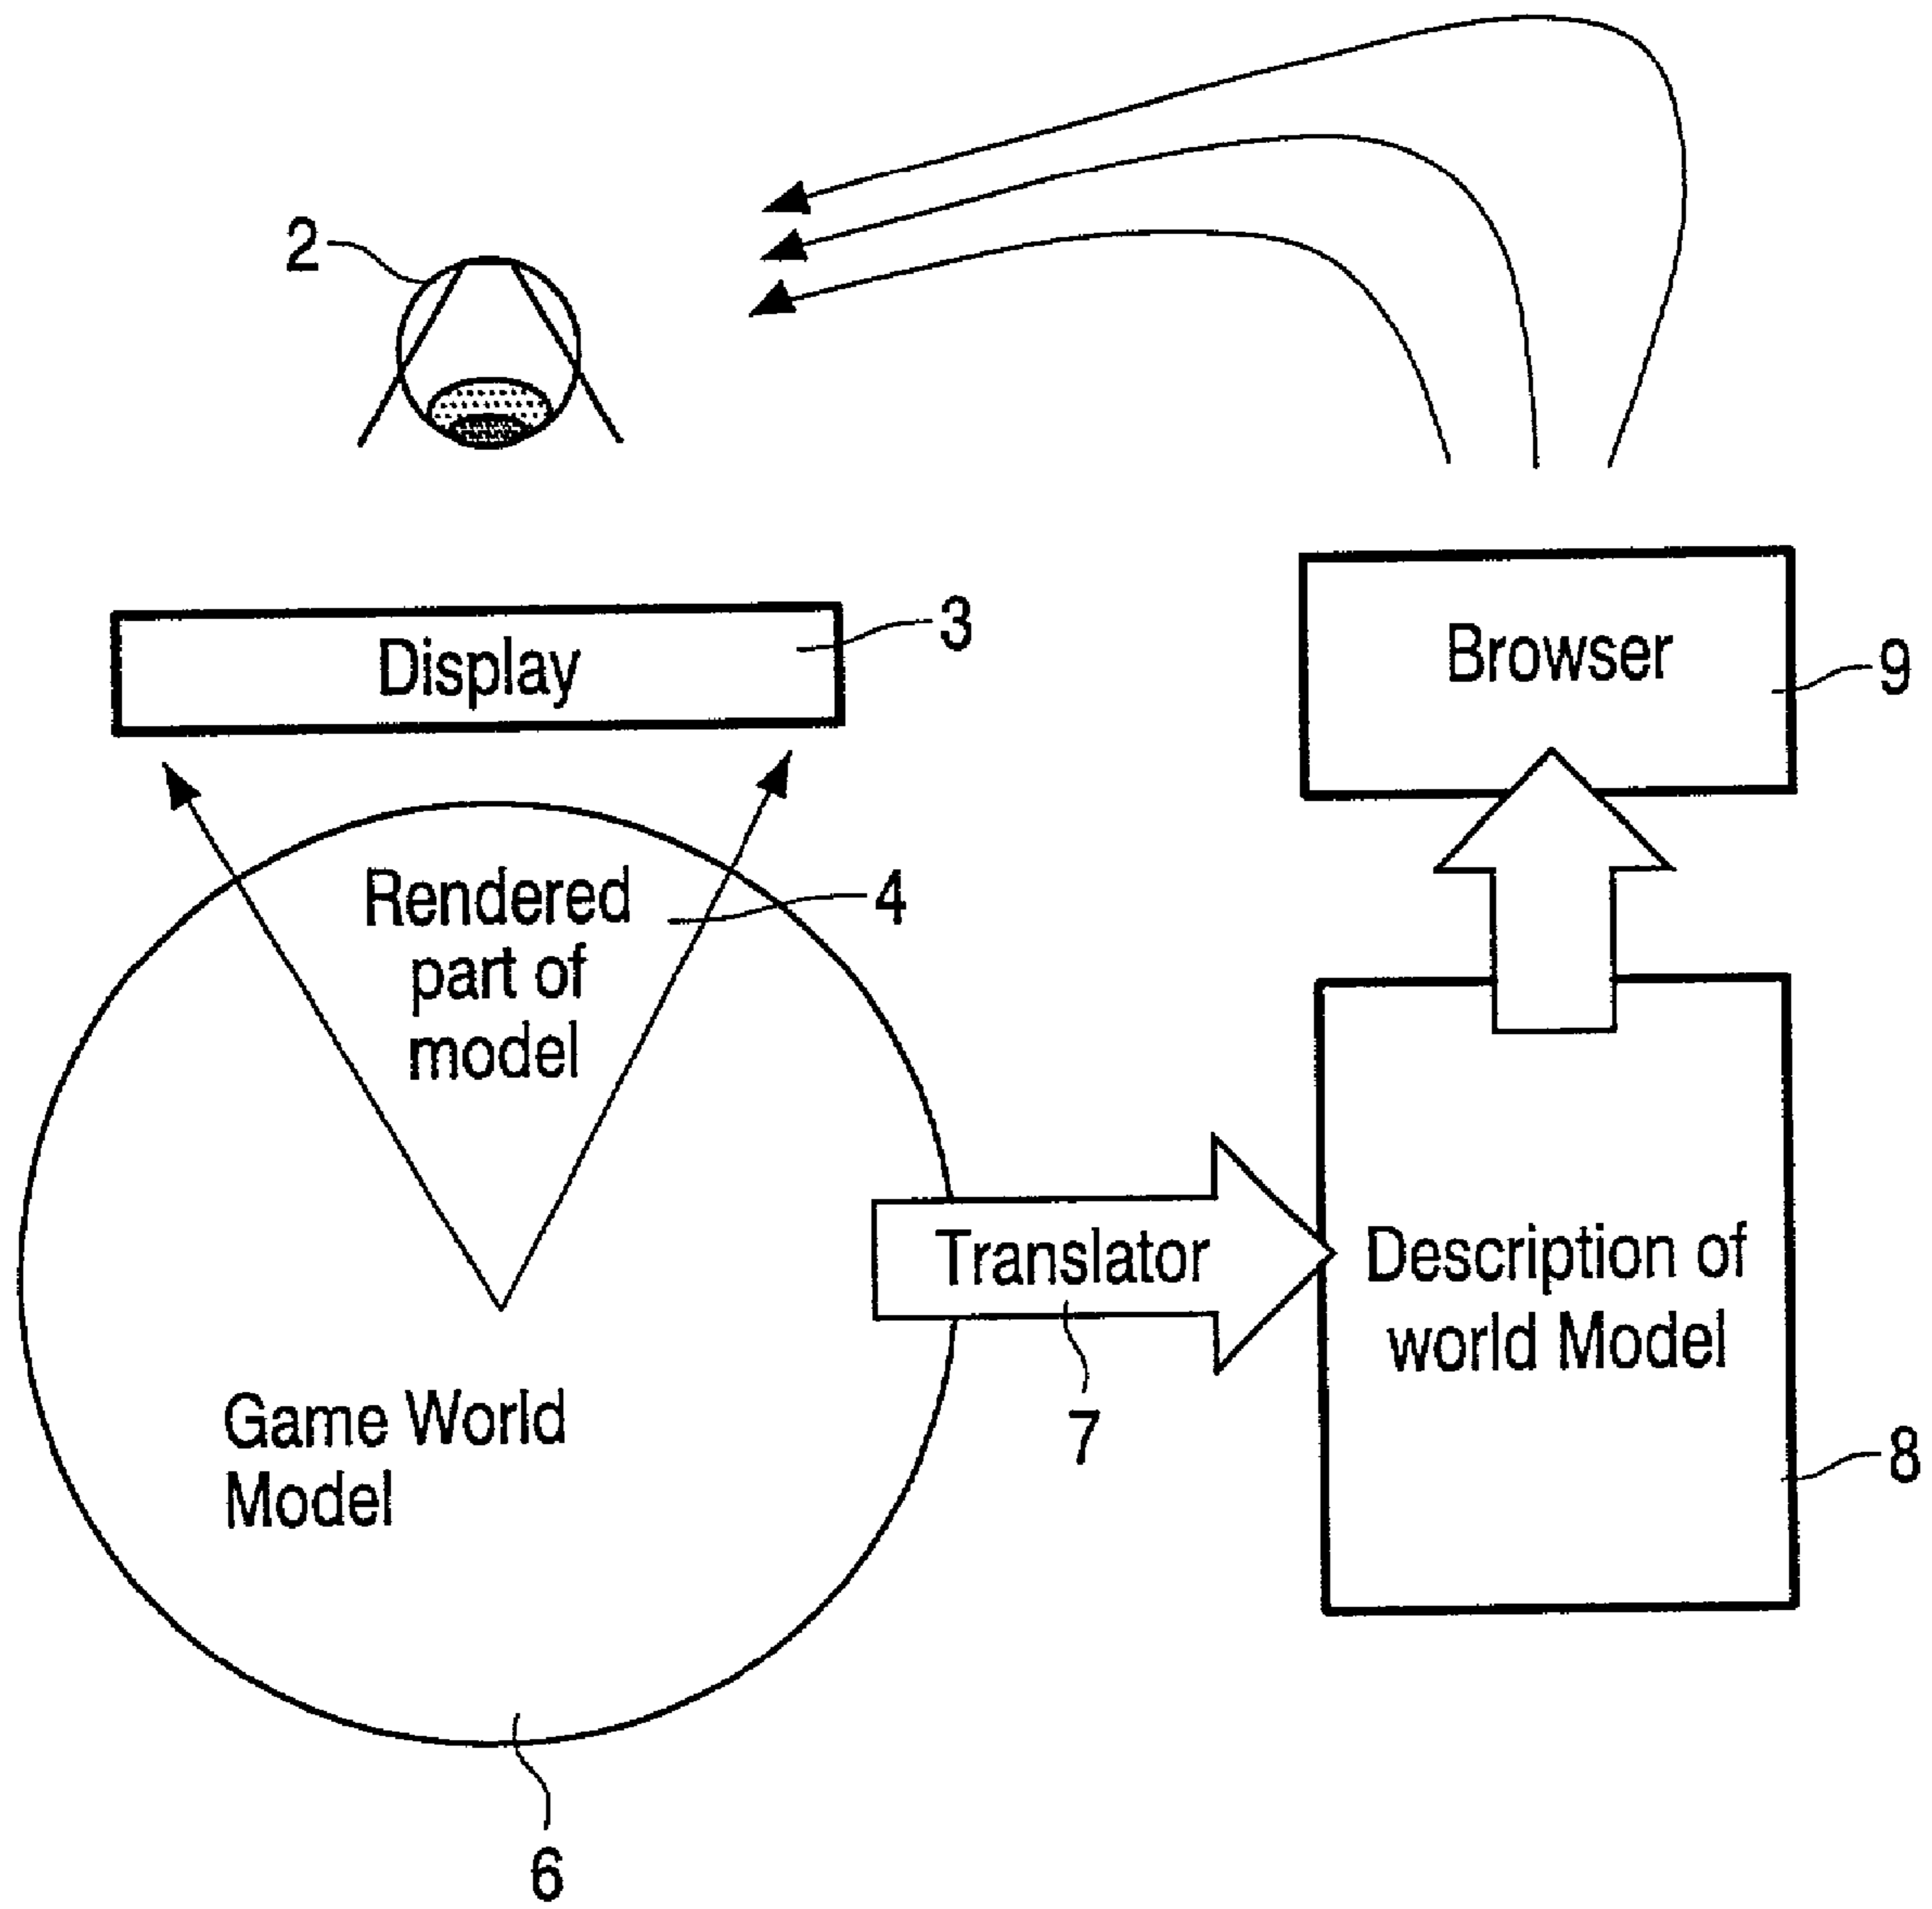 2
Display
3
Browser
9
Rendered
part of
model
4
Translator
7
Description of
world Model
8
Game World
Model
6